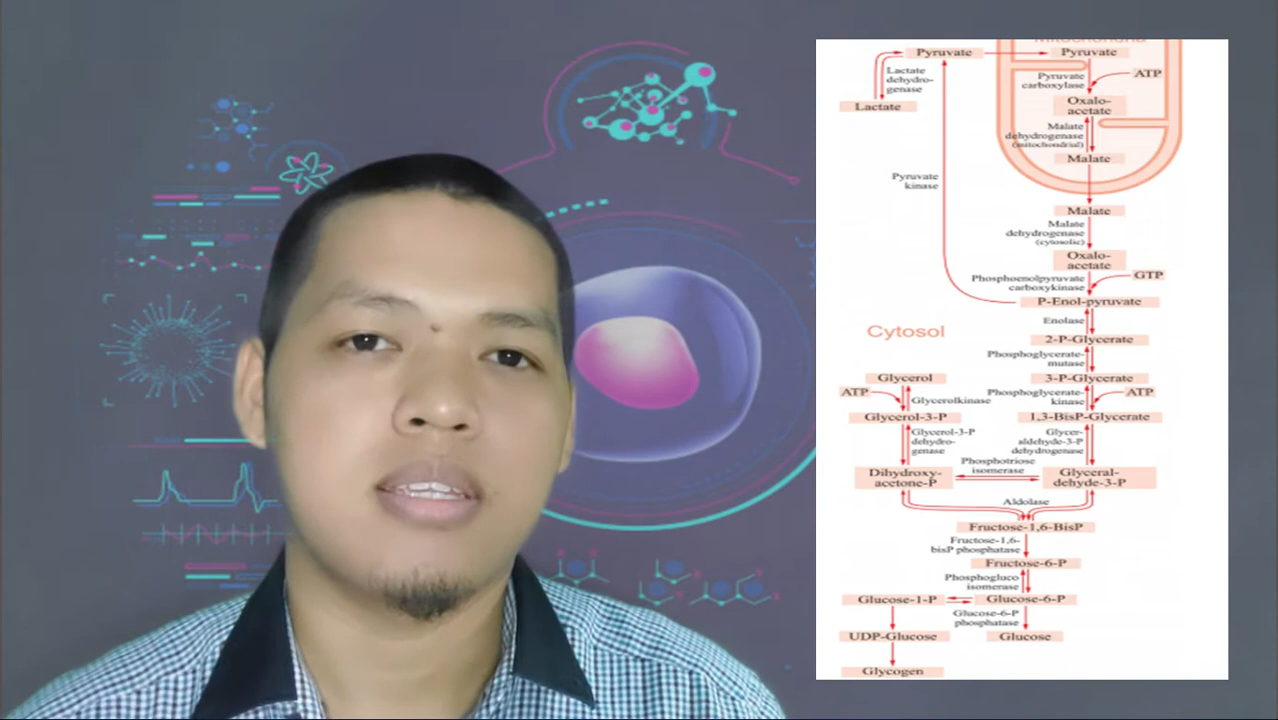 Pyruvate
Pyruvate
Lactate
dehydro-
genase
Pyruvate
carboxylase
ATP
Lactate
Oxalo-
acetate
Malate
dehydrogenase
(mitochondrial)
Malate
Pyruvate
kinase
Malate
Malate
dehydrogenase
(cytosolic)
Oxalo-
acetate
Phosphoenolpyruvate
carboxykinase
GTP
P-Enol-pyruvate
Enolase
Cytosol
2-P-Glycerate
Phosphoglycerate-
mutase
Glycerol
3-P-Glycerate
ATP
Glycerolkinase
Phosphoglycerate-
kinase
ATP
Glycerol-3-P
1,3-BisP-Glycerate
Glycerol-3-P
dehydro-
genase
Glycer-
aldehyde-3-P
dehydrogenase
Phosphotriose
isomerase
Dihydroxy-
acetone-P
Glyceral-
dehyde-3-P
Aldolase
Fructose-1,6-BisP
Fructose-1,6-
bisP phosphatase
Fructose-6-P
Phosphogluco
isomerase
Glucose-1-P
Glucose-6-P
Glucose-6-P
phosphatase
UDP-Glucose
Glucose
Glycogen